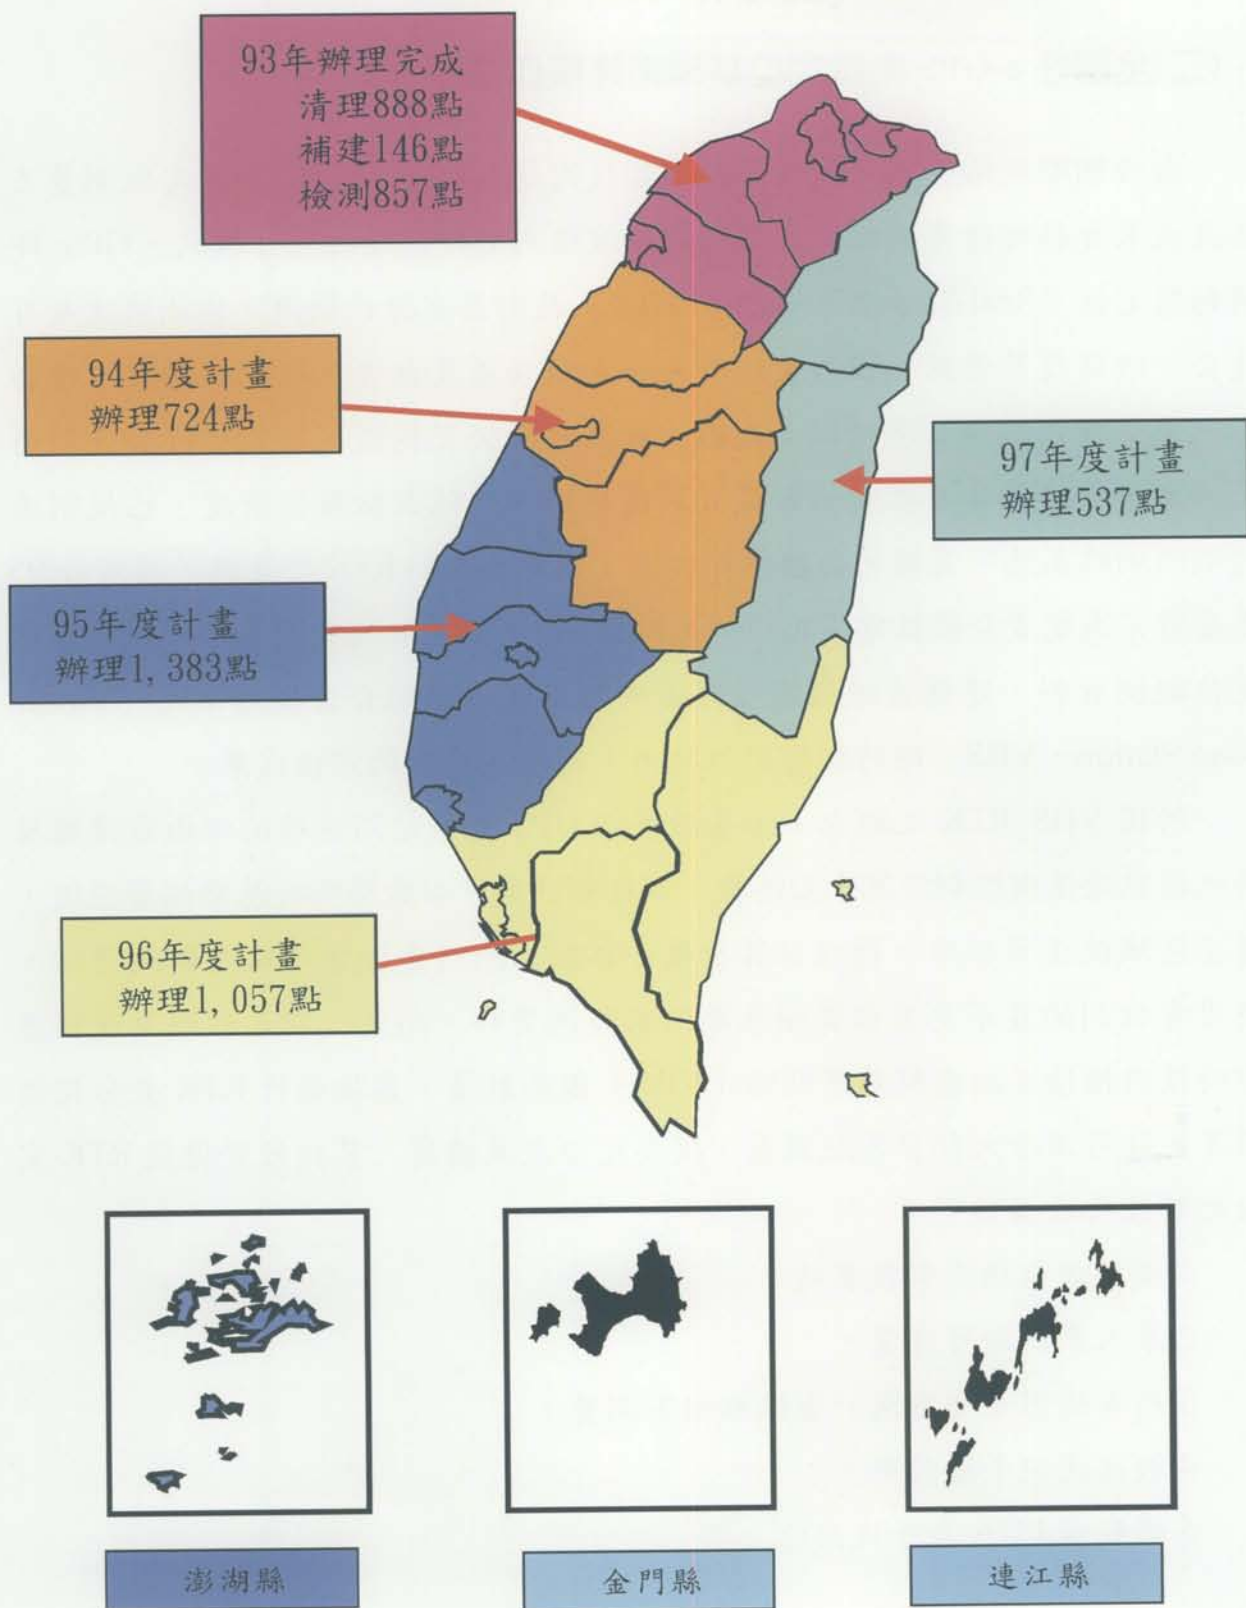 93年辦理完成
清理888點
補建146點
檢測857點
94年度計畫
辦理724點
97年度計畫
辦理537點
95年度計畫
辦理1,383點
96年度計畫
辦理1,057點
澎湖縣
金門縣
連江縣